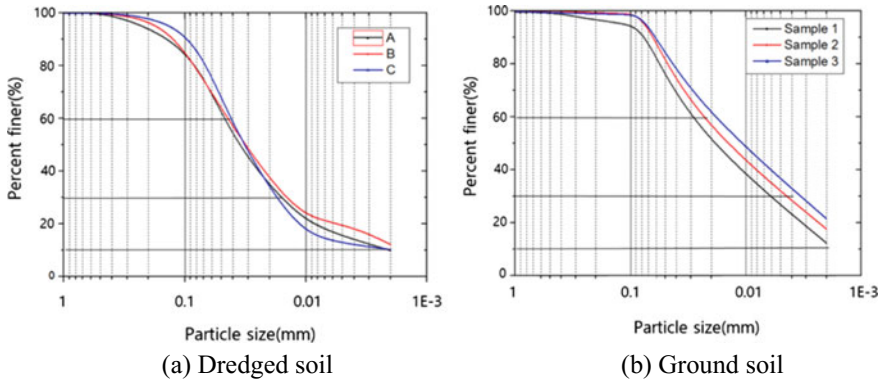 100
80
60
40
20
0
Percent finer(%)
A
B
C
1
0.1
0.01
1E-3
Particle size(mm)
(a) Dredged soil
100
80
60
40
20
0
Percent finer(%)
Sample 1
Sample 2
Sample 3
1
0.1
0.01
1E-3
Particle size(mm)
(b) Ground soil